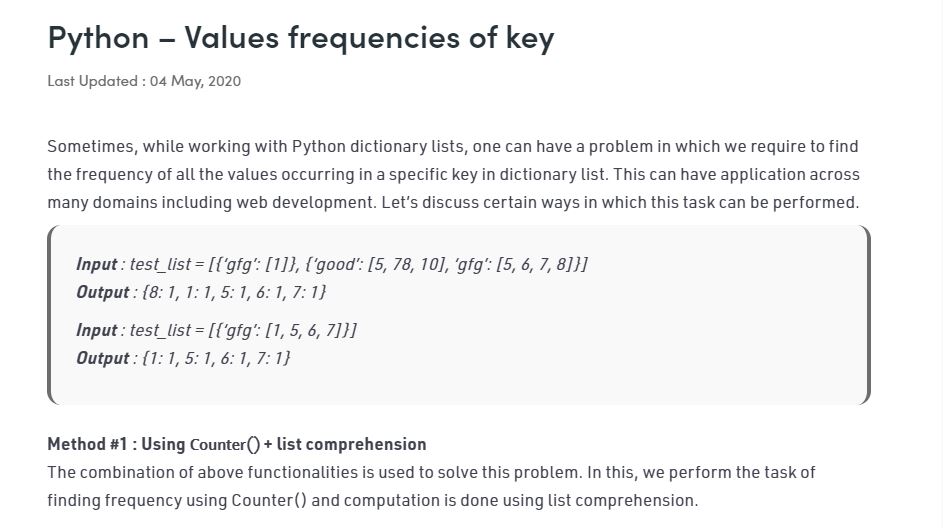 Python – Values frequencies of key
Last Updated : 04 May, 2020
Sometimes, while working with Python dictionary lists, one can have a problem in which we require to find
the frequency of all the values occurring in a specific key in dictionary list. This can have application across
many domains including web development. Let’s discuss certain ways in which this task can be performed.
Input : test_list = [{‘gfg’: [1]}, {‘good’: [5, 78, 10], ‘gfg’: [5, 6, 7, 8]}]
Output : {8: 1, 1: 1, 5: 1, 6: 1, 7: 1}
Input : test_list = [{‘gfg’: [1, 5, 6, 7]}]
Output : {1: 1, 5: 1, 6: 1, 7: 1}
Method #1 : Using Counter() + list comprehension
The combination of above functionalities is used to solve this problem. In this, we perform the task of
finding frequency using Counter() and computation is done using list comprehension.